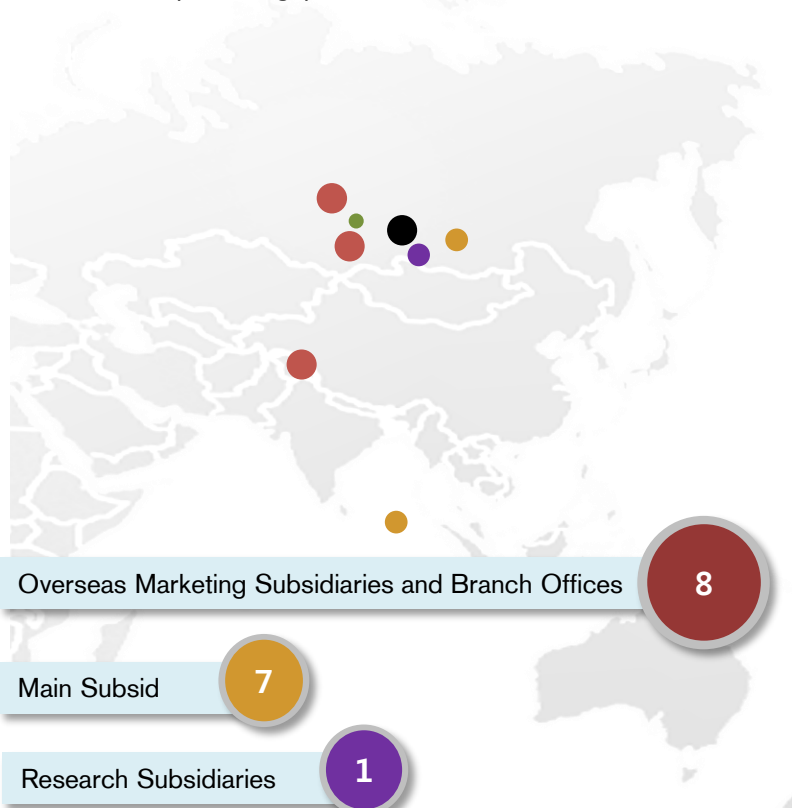 Overseas Marketing Subsidiaries and Branch Offices 8
Main Subsid 7
Research Subsidiaries 1